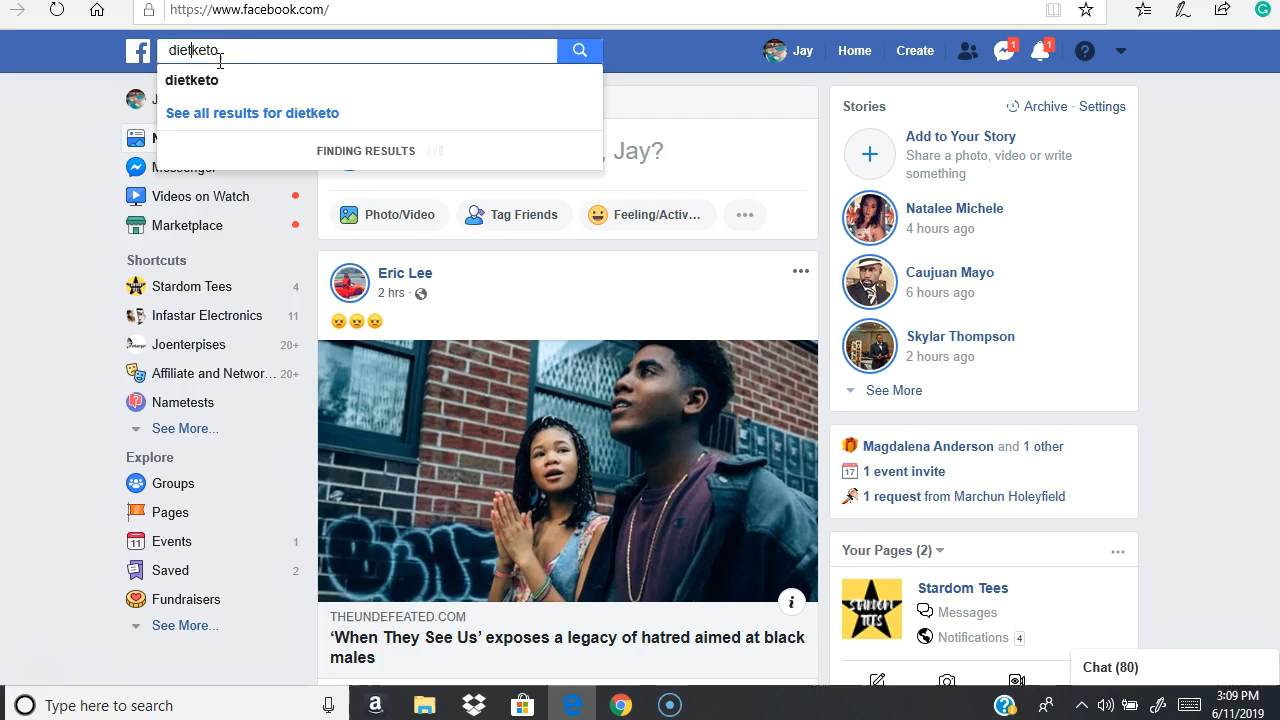 https://www.facebook.com/
dietketo
Jay
Home
Create
1
1
dietketo
See all results for dietketo
FINDING RESULTS
, Jay?
Videos on Watch
Marketplace
Shortcuts
Stardom Tees 4
Infastar Electronics 11
Joenterpises 20+
Affiliate and Networ... 20+
Nametests
See More...
Explore
Groups
Pages
Events 1
Saved 2
Fundraisers
See More...
Photo/Video
Tag Friends
Feeling/Activ...
Eric Lee
2 hrs ·
THEUNDEFEATED.COM
‘When They See Us’ exposes a legacy of hatred aimed at black
males
Stories
Archive · Settings
Add to Your Story
Share a photo, video or write
something
Natalee Michele
4 hours ago
Caujuan Mayo
6 hours ago
Skylar Thompson
2 hours ago
See More
Magdalena Anderson and 1 other
17 1 event invite
1 request from Marchun Holeyfield
Your Pages (2)
STARDOM
TEES
Stardom Tees
Messages
Notifications 4
Chat (80)
Type here to search
3:09 PM
6/11/2019